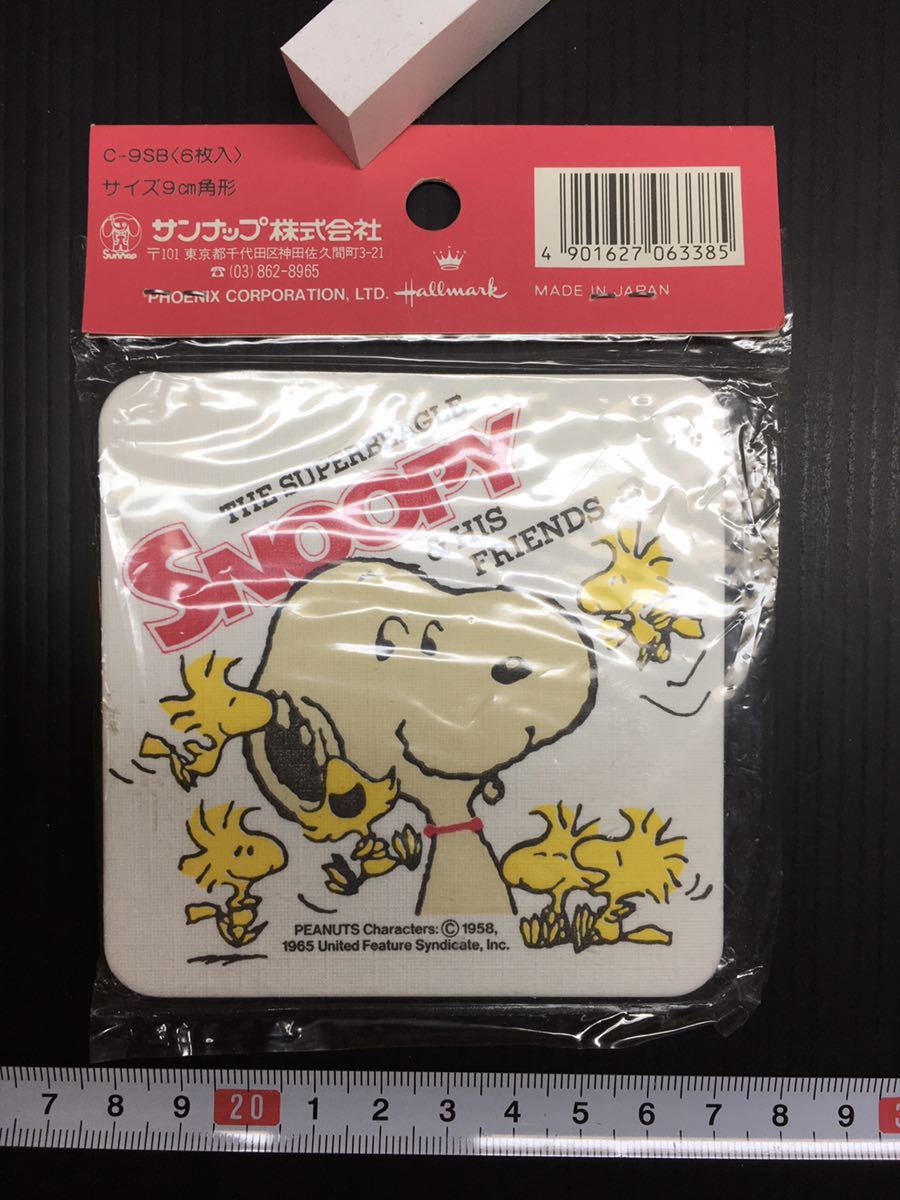 C-9SB〈6枚入〉
サイズ9cm角形
Sunnap
サンナップ株式会社
〒101 東京都千代田区神田佐久間町3-21
☎(03)862-8965
PHOENIX CORPORATION, LTD. Hallmark
MADE IN JAPAN
4 901627 063385
THE SUPERBEAGLE
SNOOPY
& HIS
FRIENDS
PEANUTS Characters: © 1958,
1965 United Feature Syndicate, Inc.
7 8 9 20 1 2 3 4 5 6 7 8 9